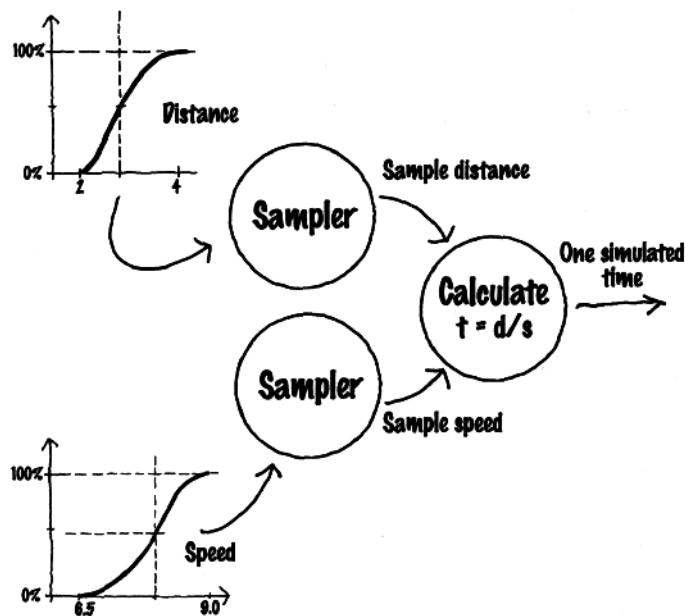 100%
Distance
0%
2
4
Sampler
Sample distance
One simulated
time
Calculate
t = d/s
Sampler
Sample speed
100%
Speed
0%
6.5
9.0